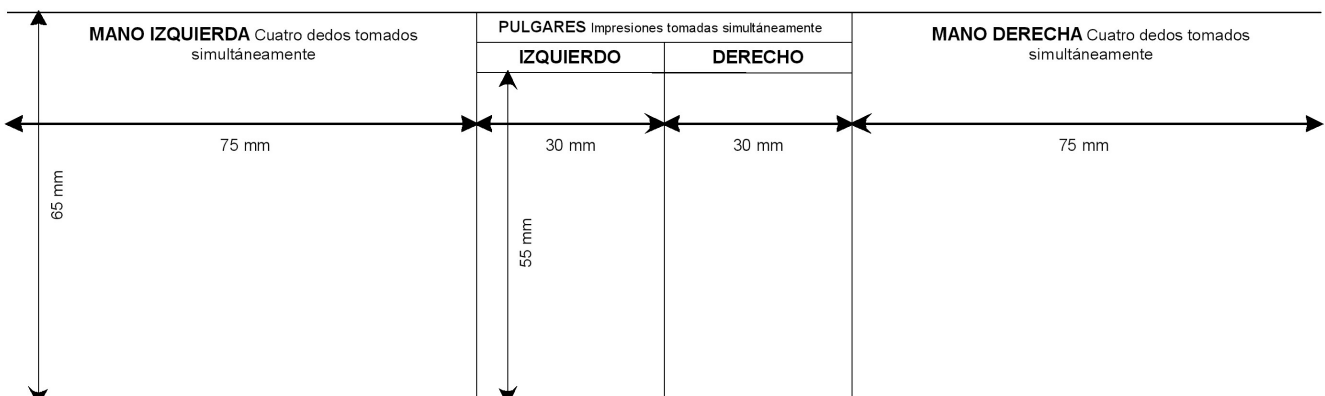 MANO IZQUIERDA Cuatro dedos tomados
simultáneamente
PULGARES Impresiones tomadas simultáneamente
IZQUIERDO
DERECHO
MANO DERECHA Cuatro dedos tomados
simultáneamente
75 mm
30 mm
30 mm
75 mm
65 mm
55 mm